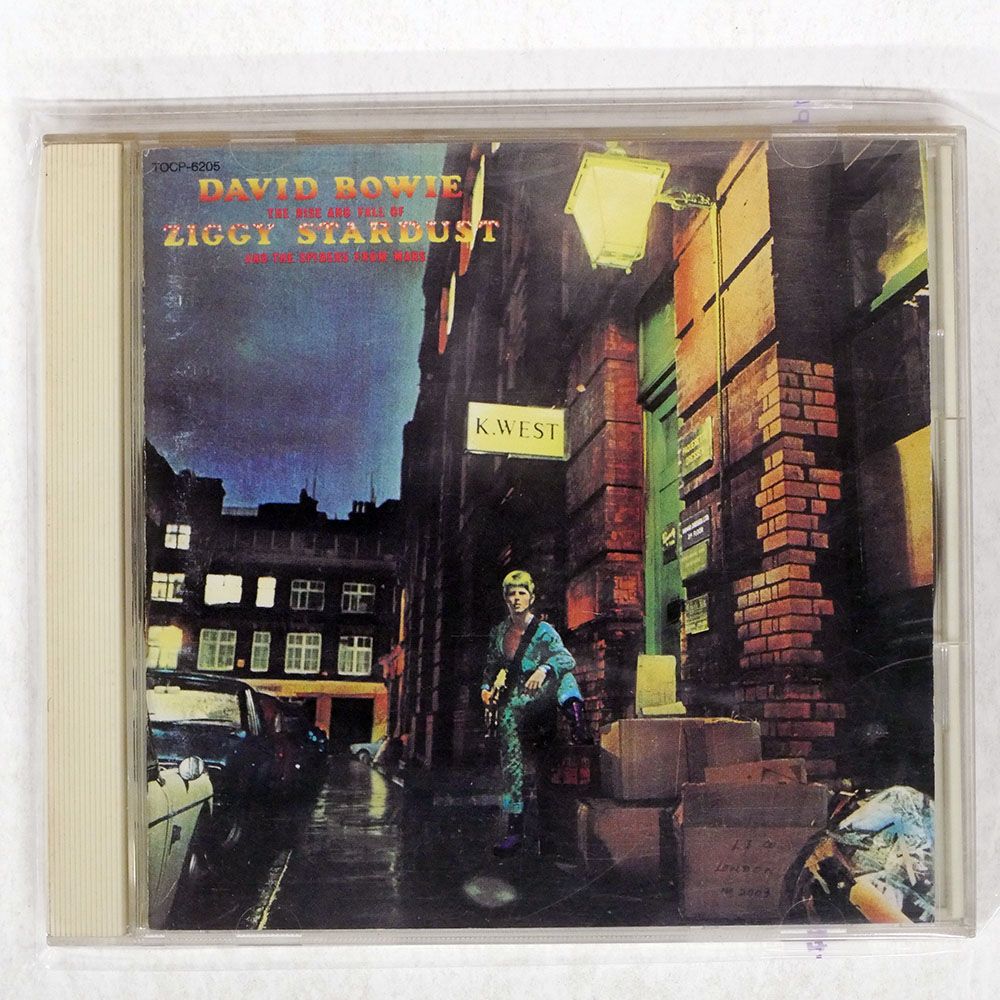 TOCP-6205
DAVID BOWIE
THE RISE AND FALL OF
ZIGGY STARDUST
AND THE SPIDERS FROM MARS
K.WEST